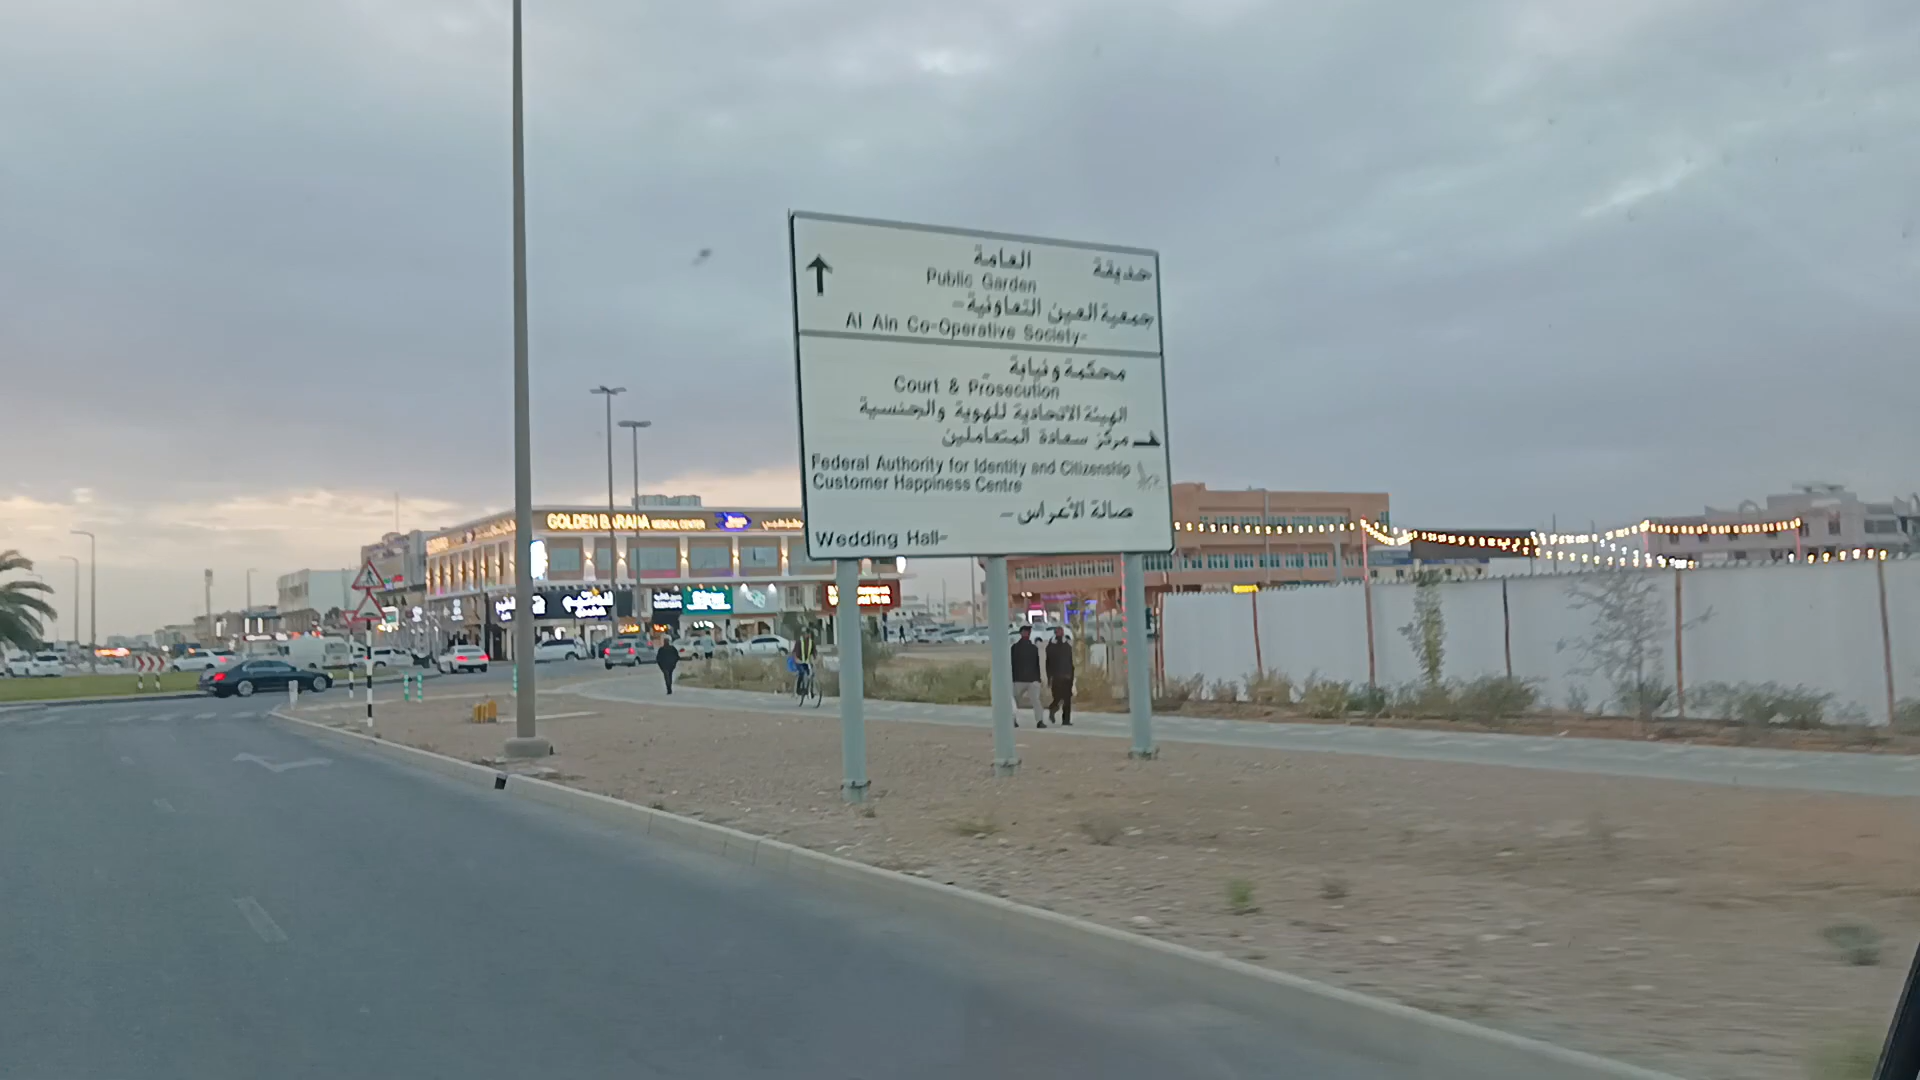 حديقة العامة
Public Garden
جمعية العين التعاونية-
Al Ain Co-Operative Society-
محكمة ونيابة
Court & Prosecution
الهيئة الاتحادية للهوية والجنسية
مركز سعادة المتعاملين
Federal Authority for Identity and Citizenship
Customer Happiness Centre
صالة الأعراس-
Wedding Hall-
GOLDEN BARAHA MEDICAL CENTER